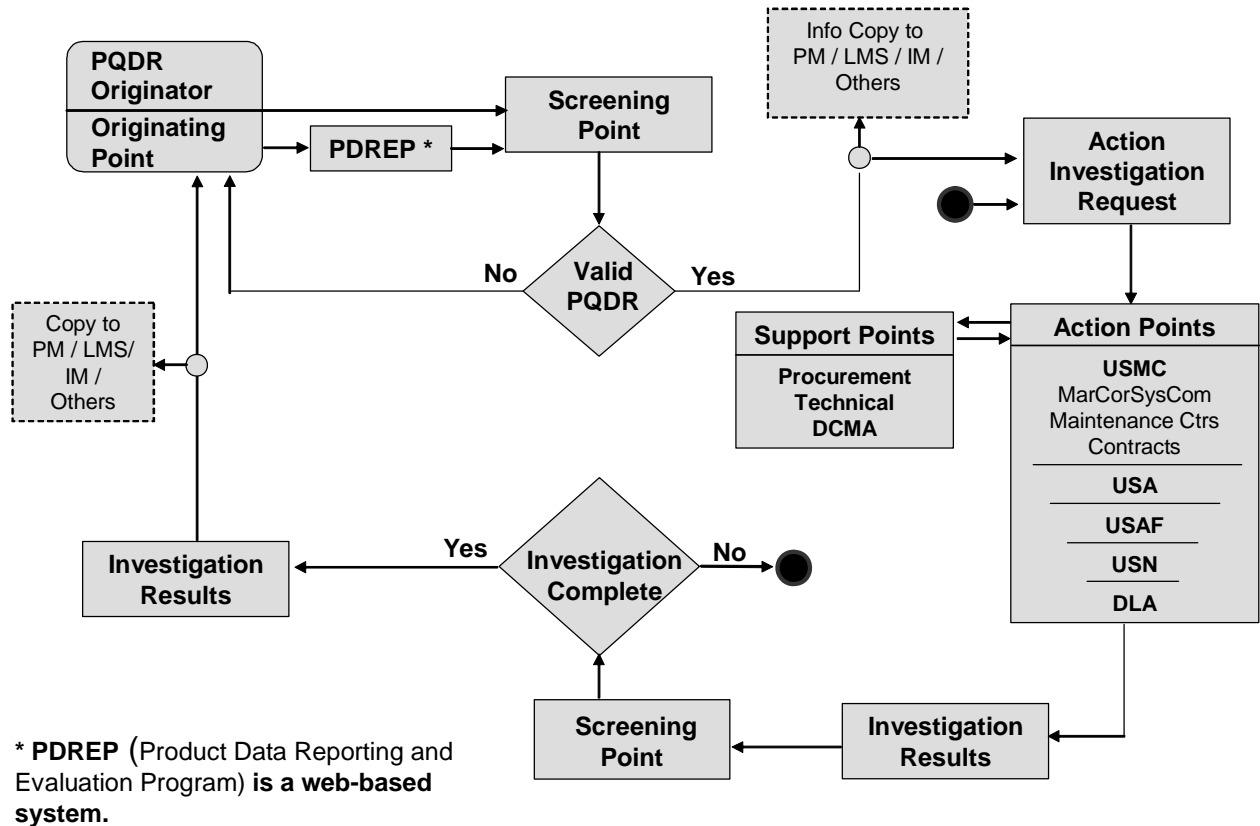 PQDR
Originator
Originating
Point
PDREP *
Screening
Point
Info Copy to
PM / LMS / IM /
Others
Action
Investigation
Request
No
Valid
PQDR
Yes
Copy to
PM / LMS/
IM /
Others
Support Points
Procurement
Technical
DCMA
Action Points
USMC
MarCorSysCom
Maintenance Ctrs
Contracts
USA
USAF
USN
DLA
Investigation
Results
Yes
Investigation
Complete
No
Screening
Point
Investigation
Results
* PDREP (Product Data Reporting and
Evaluation Program) is a web-based
system.